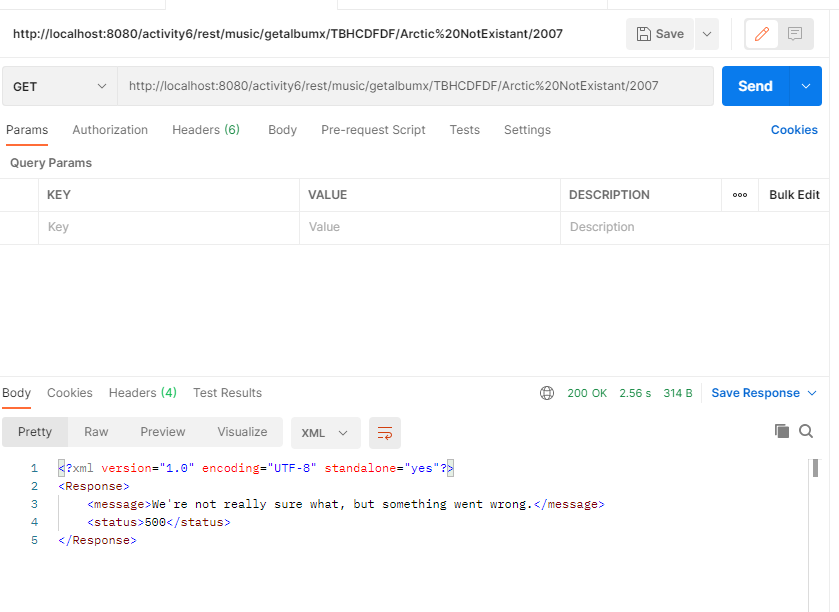 http://localhost:8080/activity6/rest/music/getalbumx/TBHCDFDF/Arctic%20NotExistant/2007
Save
GET
http://localhost:8080/activity6/rest/music/getalbumx/TBHCDFDF/Arctic%20NotExistant/2007
Send
Params Authorization Headers (6) Body Pre-request Script Tests Settings Cookies
Query Params
KEY VALUE DESCRIPTION Bulk Edit
Key Value Description
Body Cookies Headers (4) Test Results 200 OK 2.56 s 314 B Save Response
Pretty Raw Preview Visualize XML
1 <?xml version="1.0" encoding="UTF-8" standalone="yes"?>
2 <Response>
3 <message>We're not really sure what, but something went wrong.</message>
4 <status>500</status>
5 </Response>